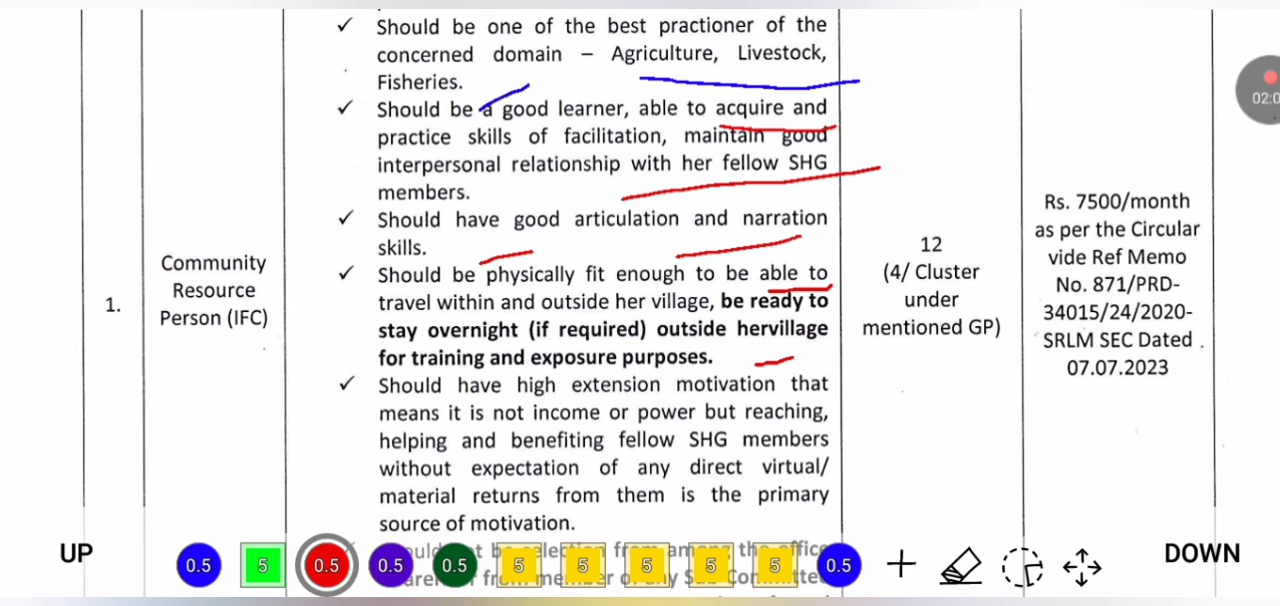 Should be one of the best practioner of the
concerned domain – Agriculture, Livestock,
Fisheries.
Should be a good learner, able to acquire and
practice skills of facilitation, maintain good
interpersonal relationship with her fellow SHG
members.
Should have good articulation and narration
skills.
Should be physically fit enough to be able to
travel within and outside her village, be ready to
stay overnight (if required) outside hervillage
for training and exposure purposes.
Should have high extension motivation that
means it is not income or power but reaching,
helping and benefiting fellow SHG members
without expectation of any direct virtual/
material returns from them is the primary
source of motivation.
1.
Community
Resource
Person (IFC)
12
(4/ Cluster
under
mentioned GP)
Rs. 7500/month
as per the Circular
vide Ref Memo
No. 871/PRD-
34015/24/2020-
SRLM SEC Dated .
07.07.2023
02:0
UP
0.5
5
0.5
0.5
0.5
5
5
5
5
5
0.5
DOWN